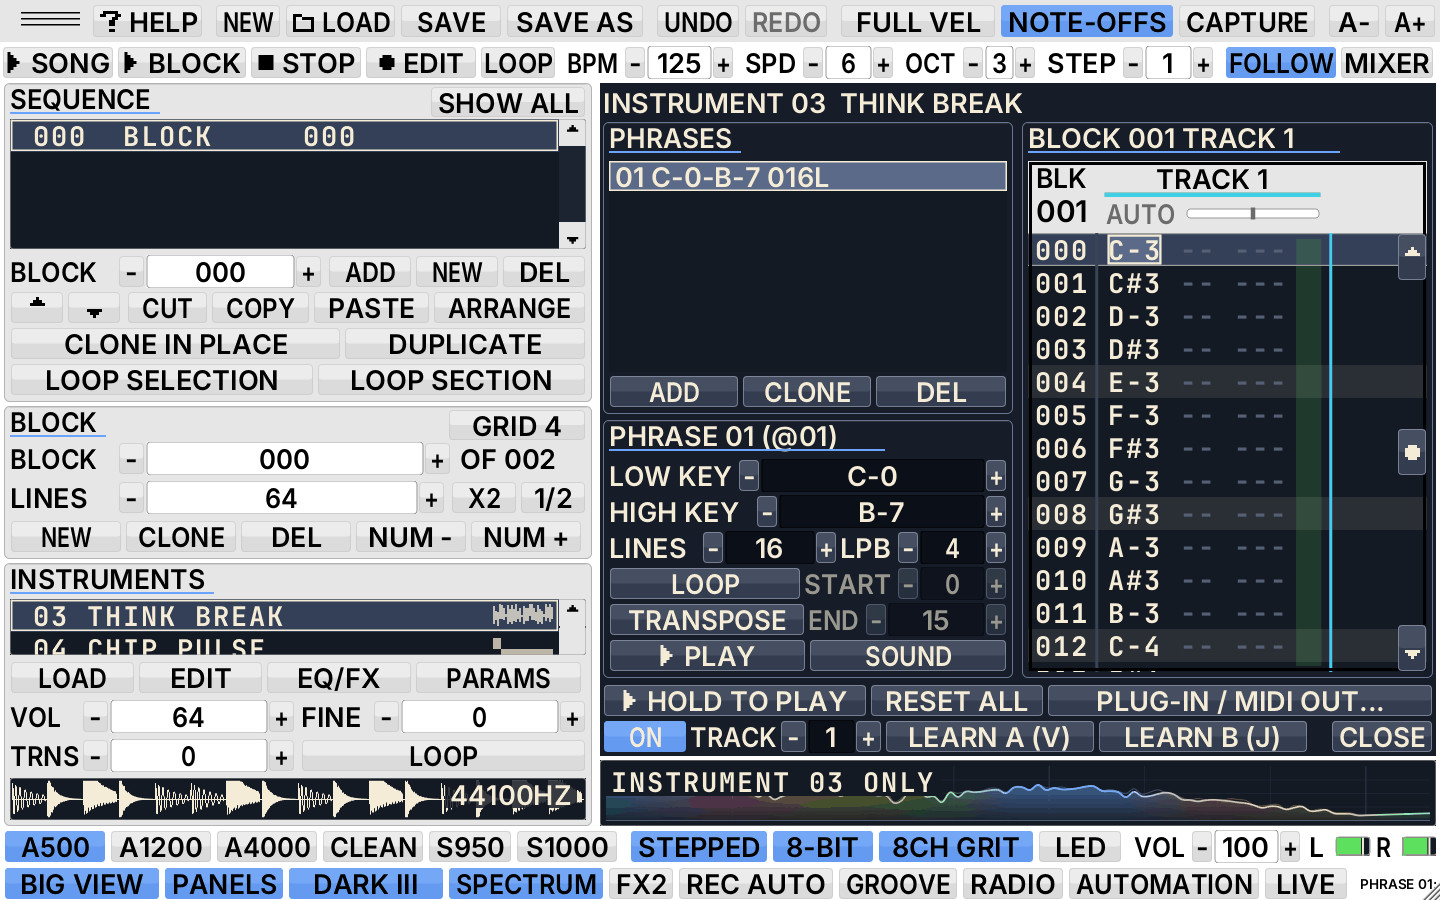 ? HELP NEW LOAD SAVE SAVE AS UNDO REDO FULL VEL NOTE-OFFS CAPTURE A- A+
SONG BLOCK STOP EDIT LOOP BPM - 125 + SPD - 6 + OCT - 3 + STEP - 1 + FOLLOW MIXER
SEQUENCE SHOW ALL
000 BLOCK 000
BLOCK - 000 + ADD NEW DEL
CUT COPY PASTE ARRANGE
CLONE IN PLACE DUPLICATE
LOOP SELECTION LOOP SECTION
BLOCK GRID 4
BLOCK - 000 + OF 002
LINES - 64 + X2 1/2
NEW CLONE DEL NUM - NUM +
INSTRUMENTS
03 THINK BREAK
04 CHIP PULSE
LOAD EDIT EQ/FX PARAMS
VOL - 64 + FINE - 0 +
TRNS - 0 + LOOP
44100HZ
INSTRUMENT 03 THINK BREAK
PHRASES
01 C-0-B-7 016L
ADD CLONE DEL
PHRASE 01 (@01)
LOW KEY - C-0 +
HIGH KEY - B-7 +
LINES - 16 + LPB - 4 +
LOOP START - 0 +
TRANSPOSE END - 15 +
PLAY SOUND
BLOCK 001 TRACK 1
BLK TRACK 1
001 AUTO
000 C-3 -- ---
001 C#3 -- ---
002 D-3 -- ---
003 D#3 -- ---
004 E-3 -- ---
005 F-3 -- ---
006 F#3 -- ---
007 G-3 -- ---
008 G#3 -- ---
009 A-3 -- ---
010 A#3 -- ---
011 B-3 -- ---
012 C-4 -- ---
HOLD TO PLAY RESET ALL PLUG-IN / MIDI OUT...
ON TRACK - 1 + LEARN A (V) LEARN B (J) CLOSE
INSTRUMENT 03 ONLY
A500 A1200 A4000 CLEAN S950 S1000 STEPPED 8-BIT 8CH GRIT LED VOL - 100 + L R
BIG VIEW PANELS DARK III SPECTRUM FX2 REC AUTO GROOVE RADIO AUTOMATION LIVE PHRASE 01: